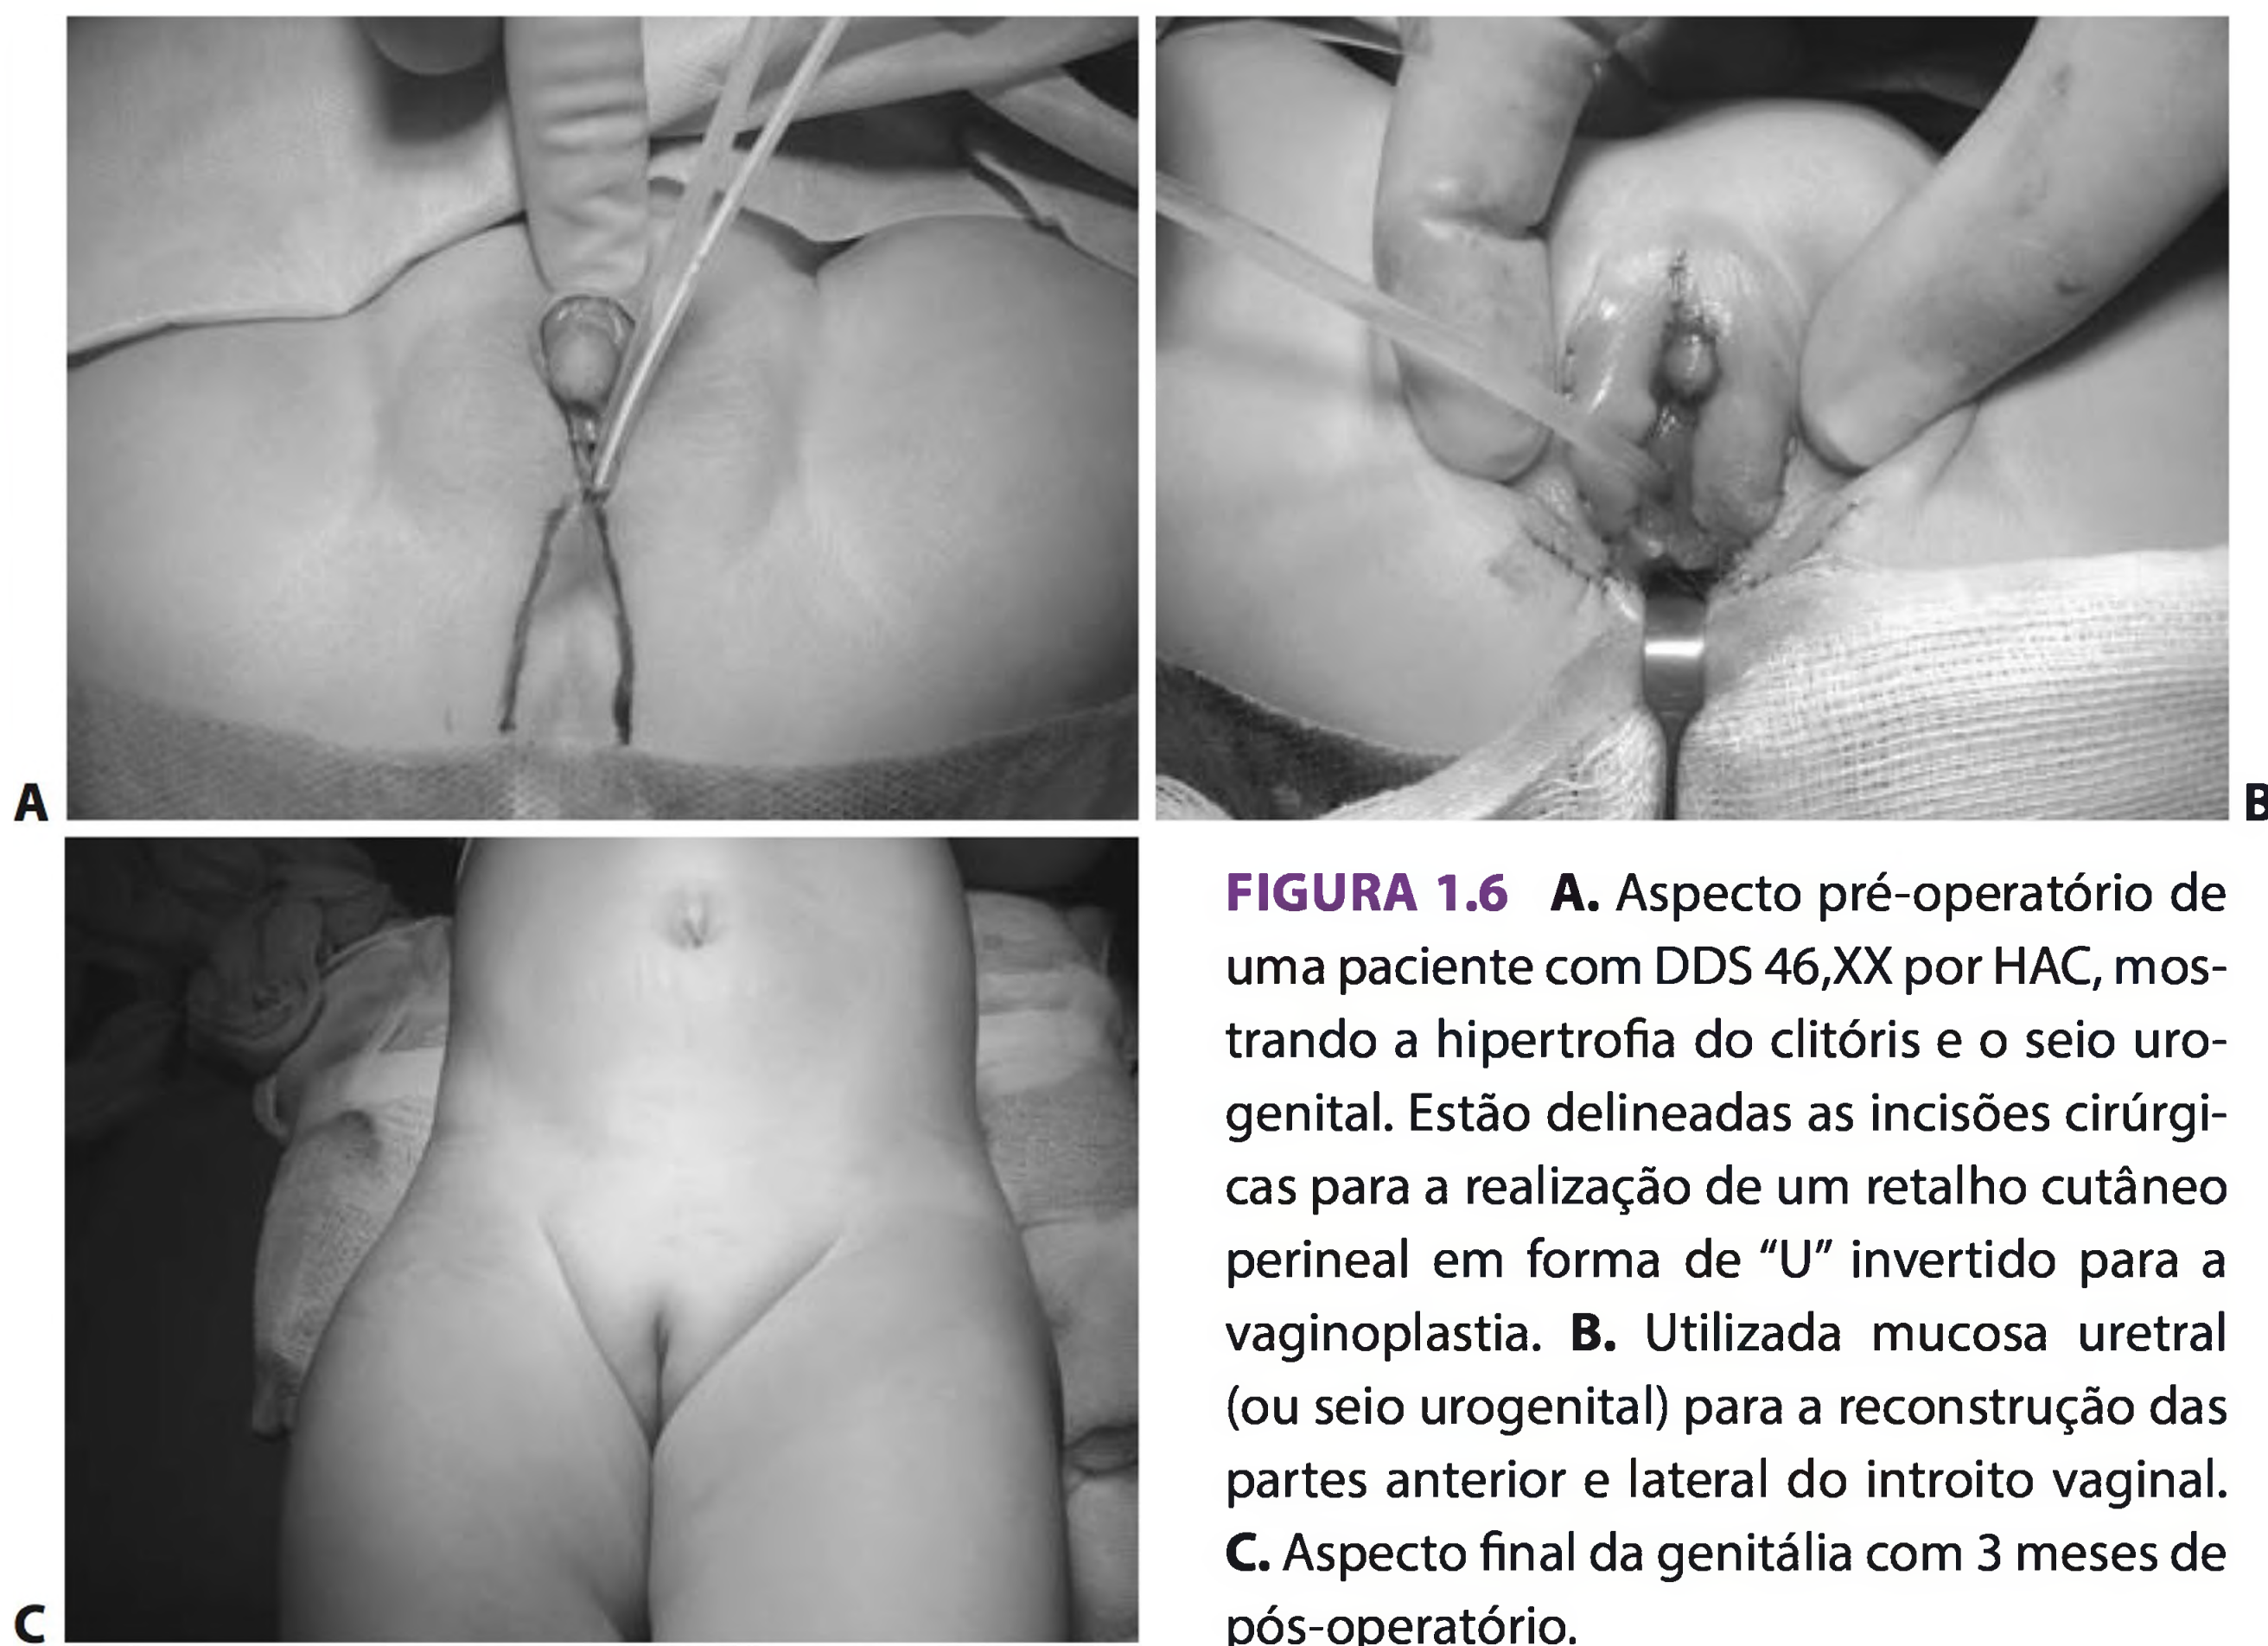 A
B
C
FIGURA 1.6 A. Aspecto pré-operatório de
uma paciente com DDS 46,XX por HAC, mos-
trando a hipertrofia do clitóris e o seio uro-
genital. Estão delineadas as incisões cirúrgi-
cas para a realização de um retalho cutâneo
perineal em forma de “U” invertido para a
vaginoplastia. B. Utilizada mucosa uretral
(ou seio urogenital) para a reconstrução das
partes anterior e lateral do introito vaginal.
C. Aspecto final da genitália com 3 meses de
pós-operatório.